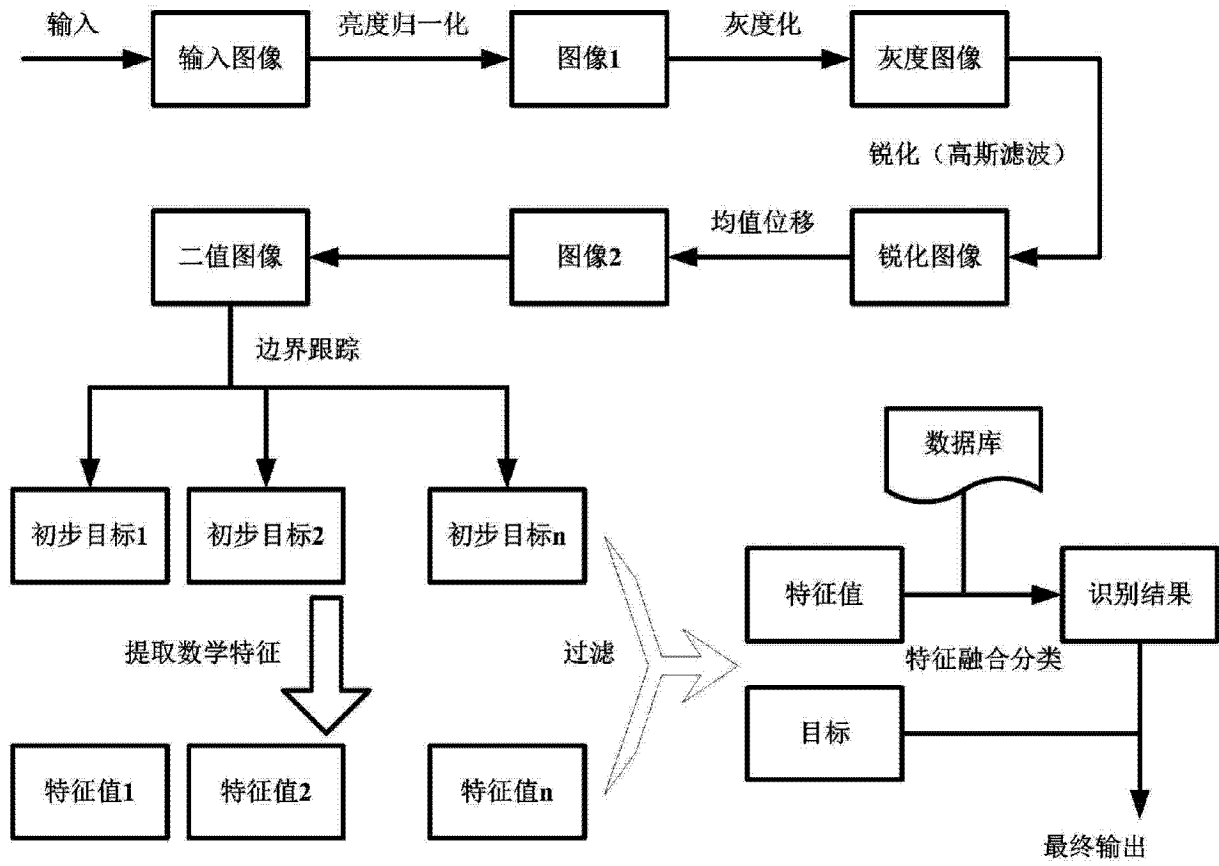 输入
亮度归一化
灰度化
输入图像
图像1
灰度图像
锐化（高斯滤波）
均值位移
二值图像
图像2
锐化图像
边界跟踪
数据库
初步目标1
初步目标2
初步目标n
特征值
识别结果
提取数学特征
过滤
特征融合分类
目标
特征值1
特征值2
特征值n
最终输出